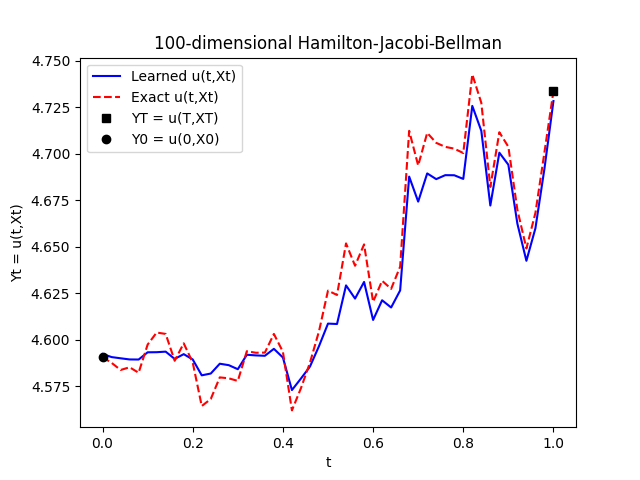 100-dimensional Hamilton-Jacobi-Bellman
Learned u(t,Xt)
Exact u(t,Xt)
YT = u(T,XT)
Y0 = u(0,X0)
Yt = u(t,Xt)
4.750
4.725
4.700
4.675
4.650
4.625
4.600
4.575
0.0 0.2 0.4 0.6 0.8 1.0
t